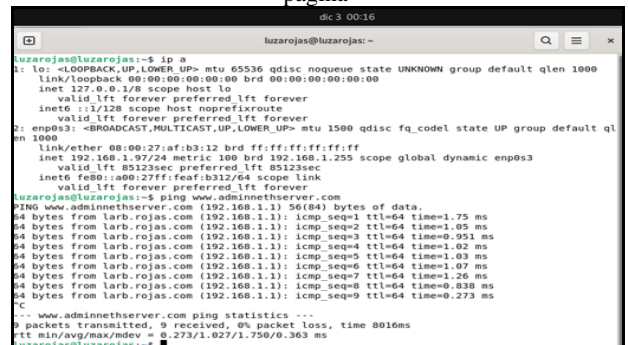 página
dic 3 00:16
luzarojas@luzarojas: ~
luzarojas@luzarojas:~$ ip a
1: lo: <LOOPBACK,UP,LOWER_UP> mtu 65536 qdisc noqueue state UNKNOWN group default qlen 1000
link/loopback 00:00:00:00:00:00 brd 00:00:00:00:00:00
inet 127.0.0.1/8 scope host lo
valid_lft forever preferred_lft forever
inet6 ::1/128 scope host noprefixroute
valid_lft forever preferred_lft forever
2: enp0s3: <BROADCAST,MULTICAST,UP,LOWER_UP> mtu 1500 qdisc fq_codel state UP group default ql
en 1000
link/ether 08:00:27:af:b3:12 brd ff:ff:ff:ff:ff:ff
inet 192.168.1.97/24 metric 100 brd 192.168.1.255 scope global dynamic enp0s3
valid_lft 85123sec preferred_lft 85123sec
inet6 fe80::a00:27ff:feaf:b312/64 scope link
valid_lft forever preferred_lft forever
luzarojas@luzarojas:~$ ping www.adminnethserver.com
PING www.adminnethserver.com (192.168.1.1) 56(84) bytes of data.
64 bytes from larb.rojas.com (192.168.1.1): icmp_seq=1 ttl=64 time=1.75 ms
64 bytes from larb.rojas.com (192.168.1.1): icmp_seq=2 ttl=64 time=1.05 ms
64 bytes from larb.rojas.com (192.168.1.1): icmp_seq=3 ttl=64 time=0.951 ms
64 bytes from larb.rojas.com (192.168.1.1): icmp_seq=4 ttl=64 time=1.02 ms
64 bytes from larb.rojas.com (192.168.1.1): icmp_seq=5 ttl=64 time=1.03 ms
64 bytes from larb.rojas.com (192.168.1.1): icmp_seq=6 ttl=64 time=1.07 ms
64 bytes from larb.rojas.com (192.168.1.1): icmp_seq=7 ttl=64 time=1.26 ms
64 bytes from larb.rojas.com (192.168.1.1): icmp_seq=8 ttl=64 time=0.838 ms
64 bytes from larb.rojas.com (192.168.1.1): icmp_seq=9 ttl=64 time=0.273 ms
^C
--- www.adminnethserver.com ping statistics ---
9 packets transmitted, 9 received, 0% packet loss, time 8016ms
rtt min/avg/max/mdev = 0.273/1.027/1.750/0.363 ms
luzarojas@luzarojas:~$